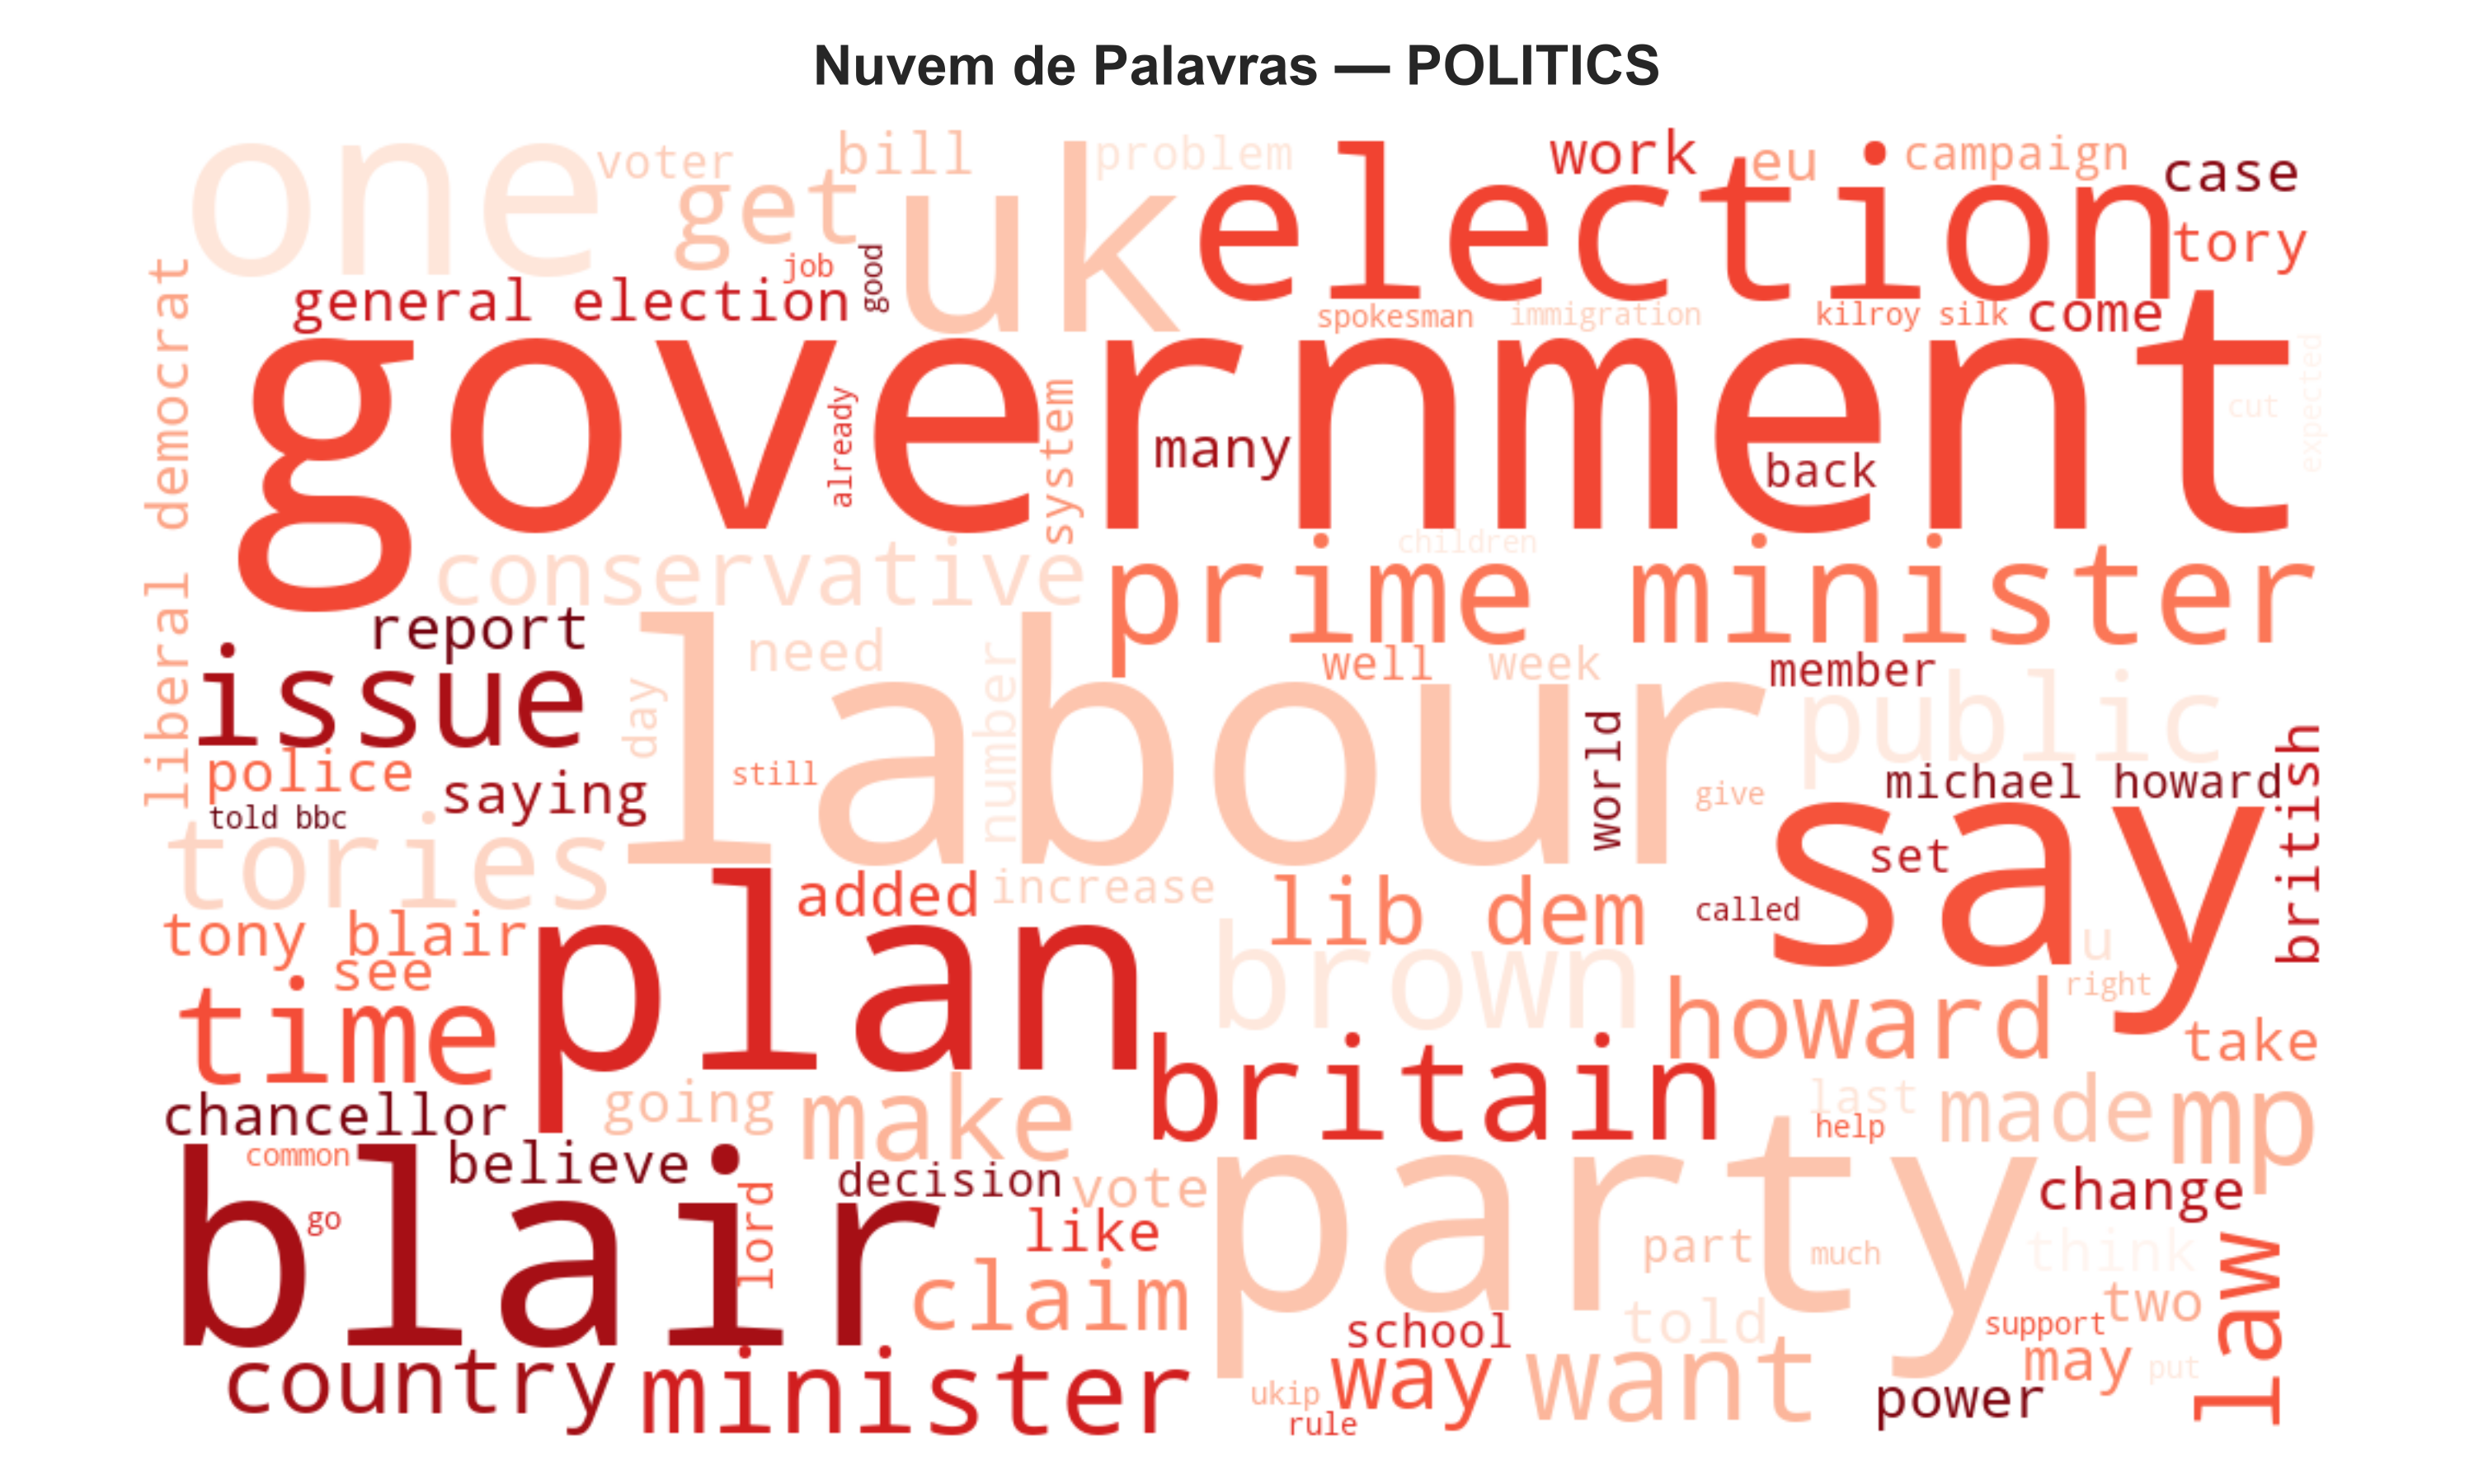 Nuvem de Palavras — POLITICS
one
voter
get
bill
uk
problem
election
work
eu
campaign
case
tory
job
good
general election
spokesman
immigration
kilroy silk
come
liberal democrat
government
already
system
many
back
cut
expected
conservative
children
prime minister
report
issue
need
day
number
labour
well
week
member
public
world
police
saying
still
give
michael howard
british
told bbc
tories
say
set
added
increase
lib dem
called
tony blair
see
plan
brown
u
right
howard
time
take
britain
chancellor
going
make
last
help
made
mp
common
believe
blair
go
lord
decision
vote
like
party
change
claim
part
much
think
law
told
two
support
school
country
minister
ukip
way
want
may
put
rule
power